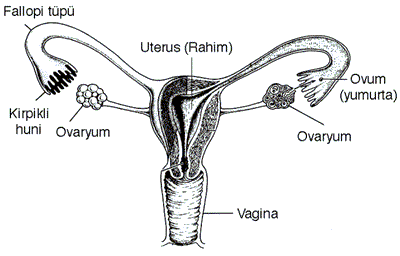 Fallopi tüpü
Uterus (Rahim)
Ovum
(yumurta)
Kirpikli
huni
Ovaryum
Ovaryum
Vagina